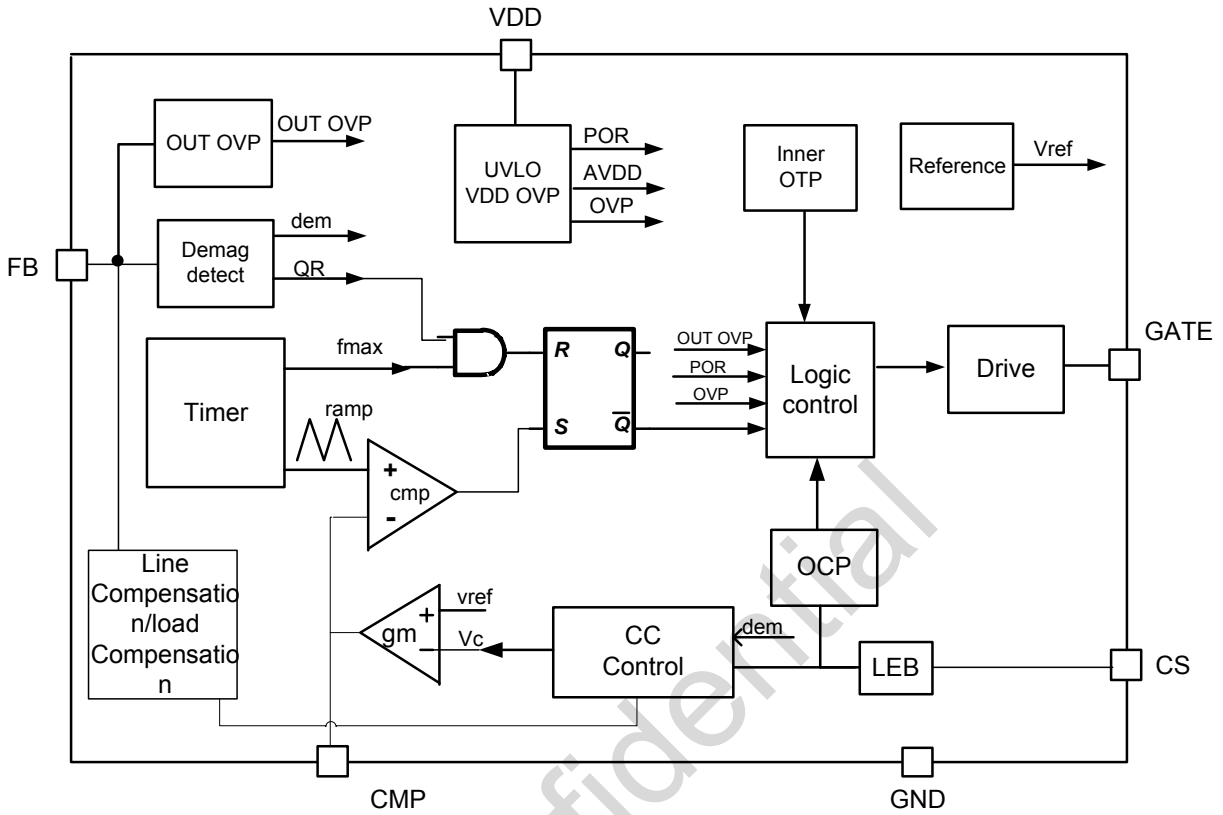 VDD
OUT OVP
OUT OVP
UVLO
VDD OVP
POR
AVDD
OVP
Inner
OTP
Reference
Vref
FB
Demag
detect
dem
QR
Timer
fmax
ramp
+
cmp
-
R
Q
S
Q
OUT OVP
POR
OVP
Logic
control
Drive
GATE
Line
Compensatio
n/load
Compensatio
n
gm
+
vref
Vc
CC
Control
dem
OCP
LEB
CS
CMP
GND
fidential